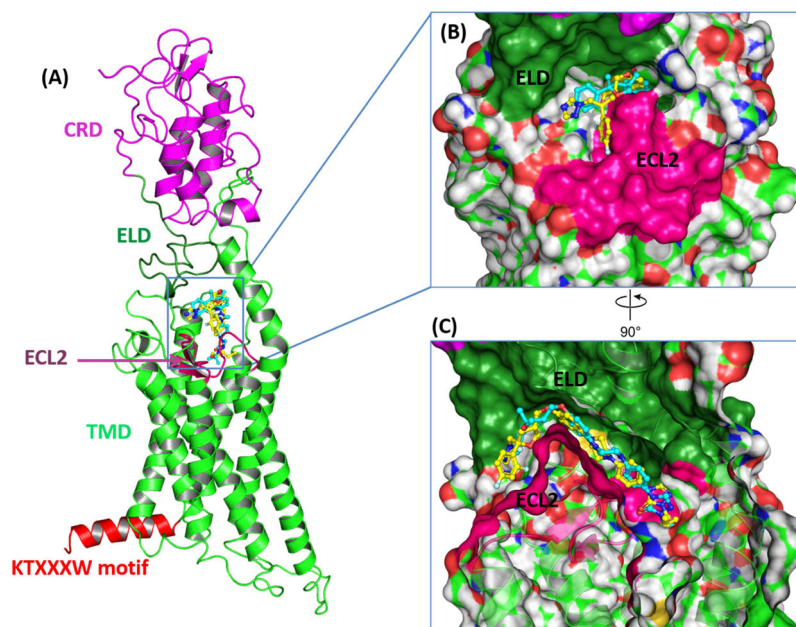 (A)
CRD
ELD
ECL2
TMD
KTXXXW motif
(B)
ELD
ECL2
90°
(C)
ELD
ECL2